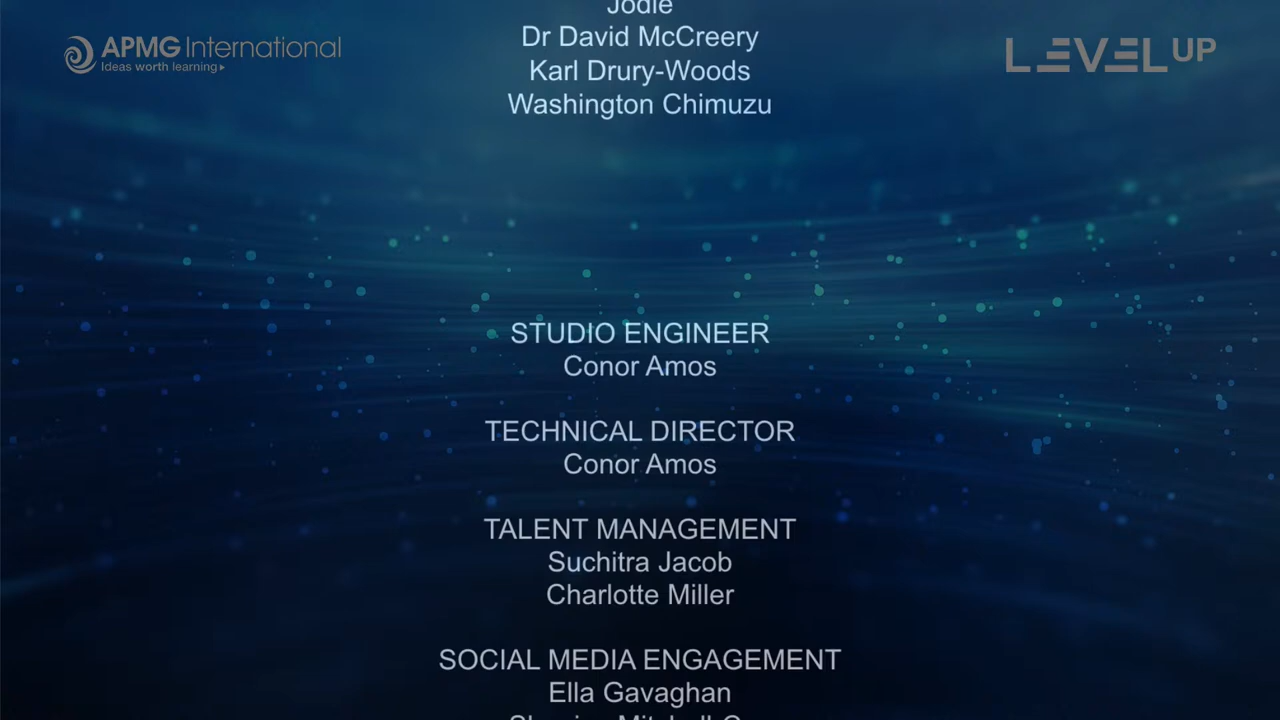 Jodie
APMG International
Ideas worth learning
LEVEL UP
Dr David McCreery
Karl Drury-Woods
Washington Chimuzu
STUDIO ENGINEER
Conor Amos
TECHNICAL DIRECTOR
Conor Amos
TALENT MANAGEMENT
Suchitra Jacob
Charlotte Miller
SOCIAL MEDIA ENGAGEMENT
Ella Gavaghan